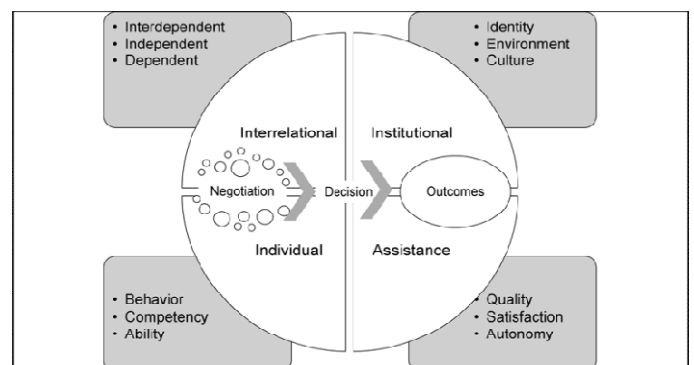 • Interdependent
• Independent
• Dependent
• Identity
• Environment
• Culture
Interrelational
Institutional
Negotiation
Decision
Outcomes
Individual
Assistance
• Behavior
• Competency
• Ability
• Quality
• Satisfaction
• Autonomy